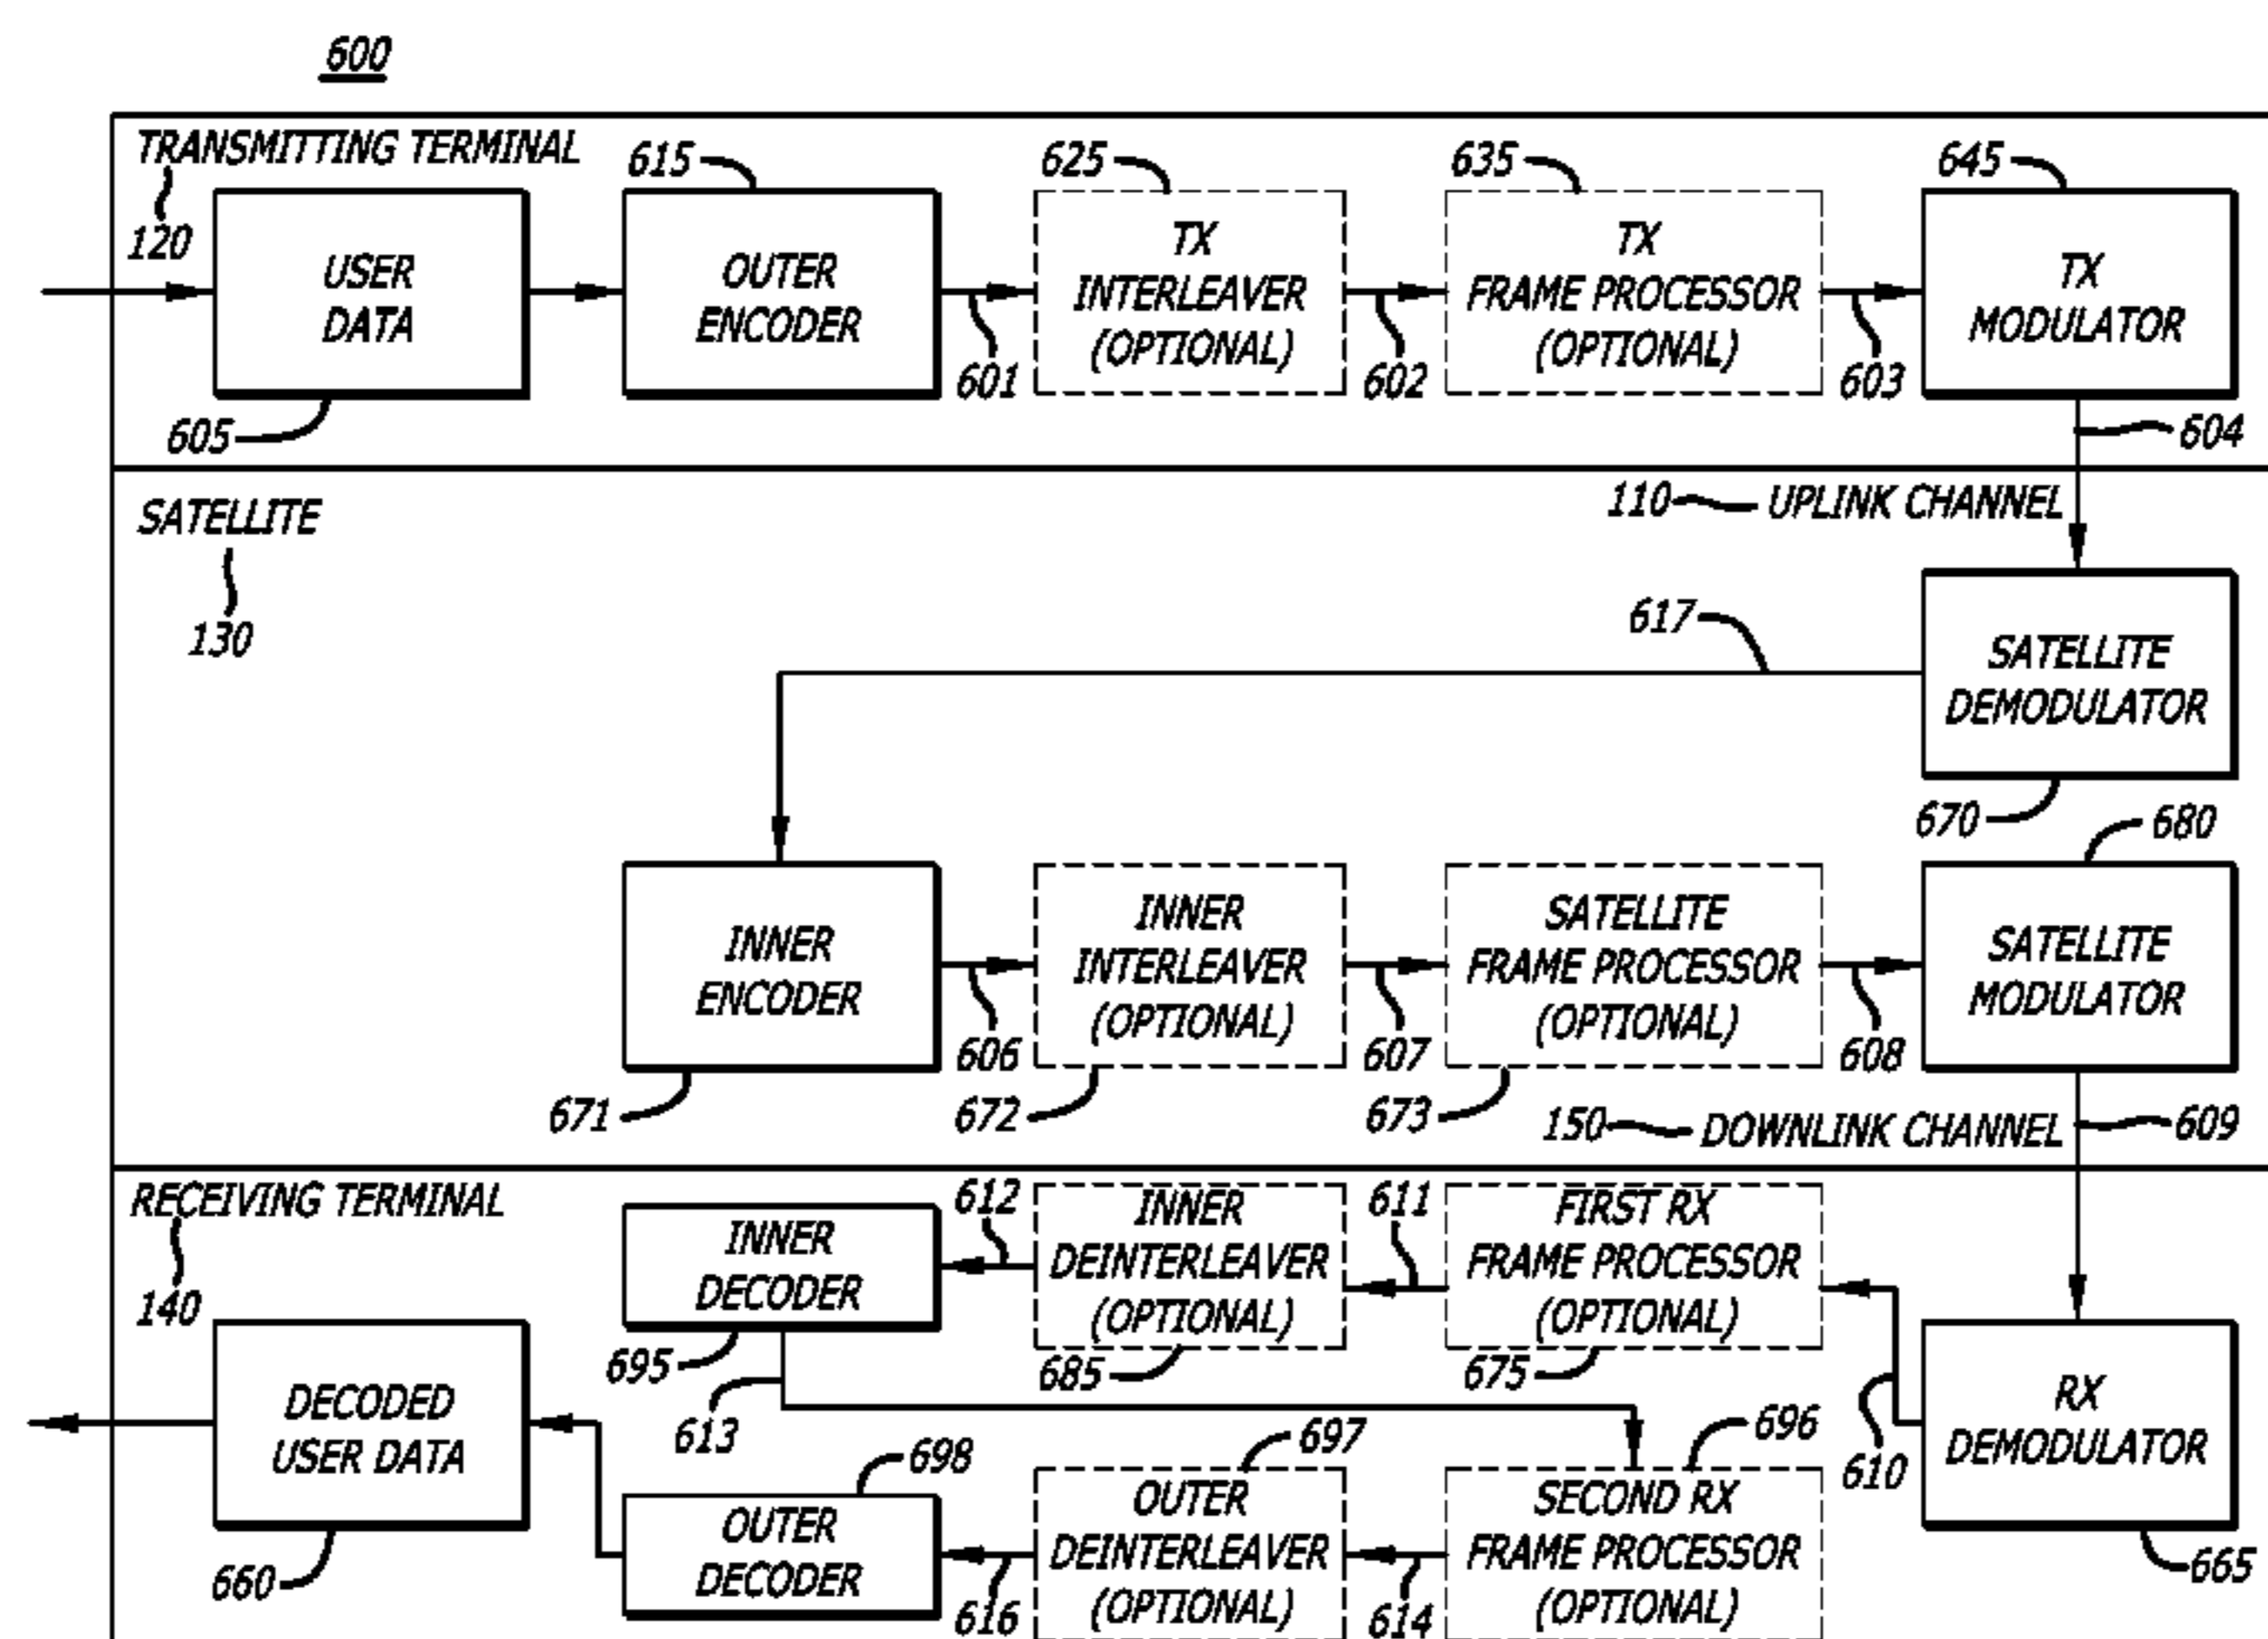 600
TRANSMITTING TERMINAL
120
615
625
635
645
USER
DATA
OUTER
ENCODER
TX
INTERLEAVER
(OPTIONAL)
TX
FRAME PROCESSOR
(OPTIONAL)
TX
MODULATOR
601
602
603
605
604
SATELLITE
130
110
UPLINK CHANNEL
617
SATELLITE
DEMODULATOR
670
680
INNER
ENCODER
INNER
INTERLEAVER
(OPTIONAL)
SATELLITE
FRAME PROCESSOR
(OPTIONAL)
SATELLITE
MODULATOR
606
607
608
671
672
673
150
DOWNLINK CHANNEL
609
RECEIVING TERMINAL
140
INNER
DECODER
612
INNER
DEINTERLEAVER
(OPTIONAL)
611
FIRST RX
FRAME PROCESSOR
(OPTIONAL)
695
685
675
613
610
RX
DEMODULATOR
665
DECODED
USER DATA
660
698
OUTER
DECODER
697
OUTER
DEINTERLEAVER
(OPTIONAL)
696
SECOND RX
FRAME PROCESSOR
(OPTIONAL)
616
614